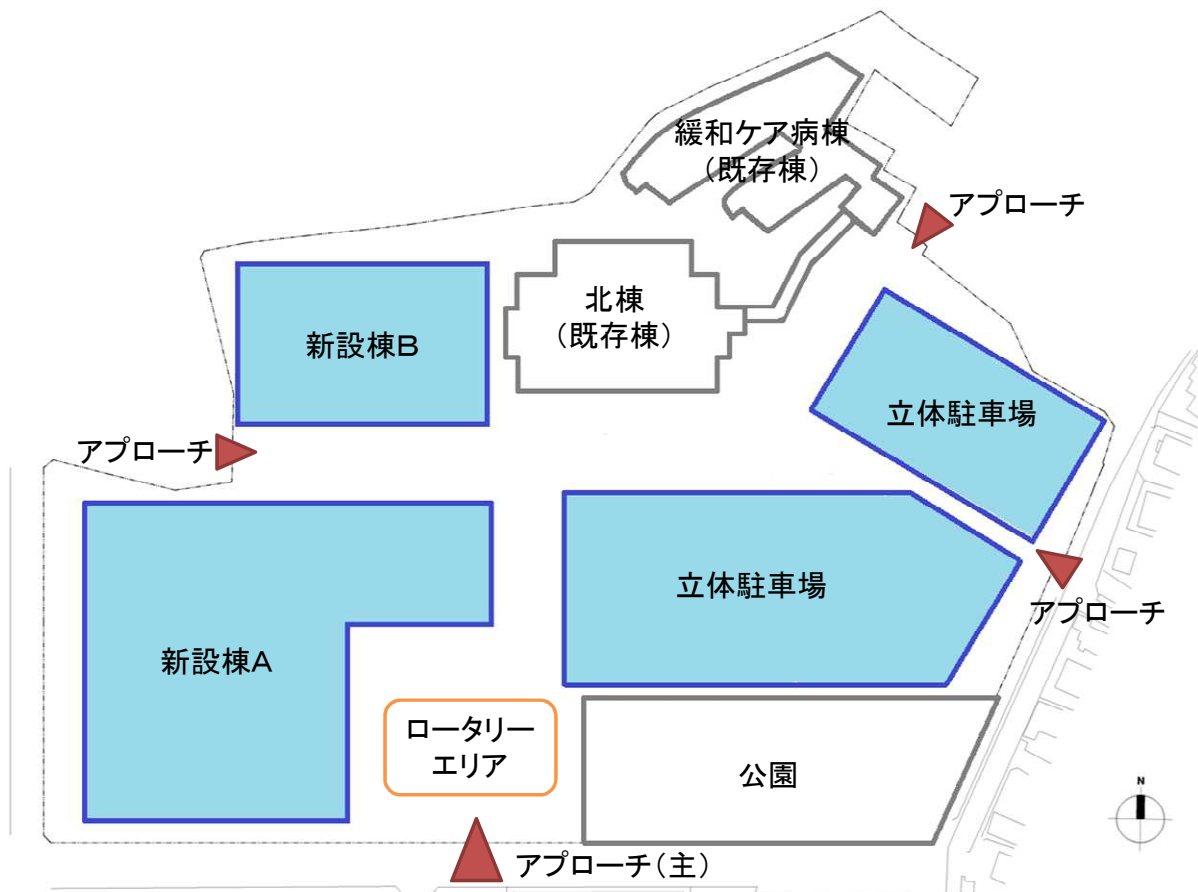 緩和ケア病棟
（既存棟）
アプローチ
北棟
（既存棟）
新設棟B
立体駐車場
アプローチ
立体駐車場
アプローチ
新設棟A
ロータリー
エリア
公園
N
アプローチ（主）